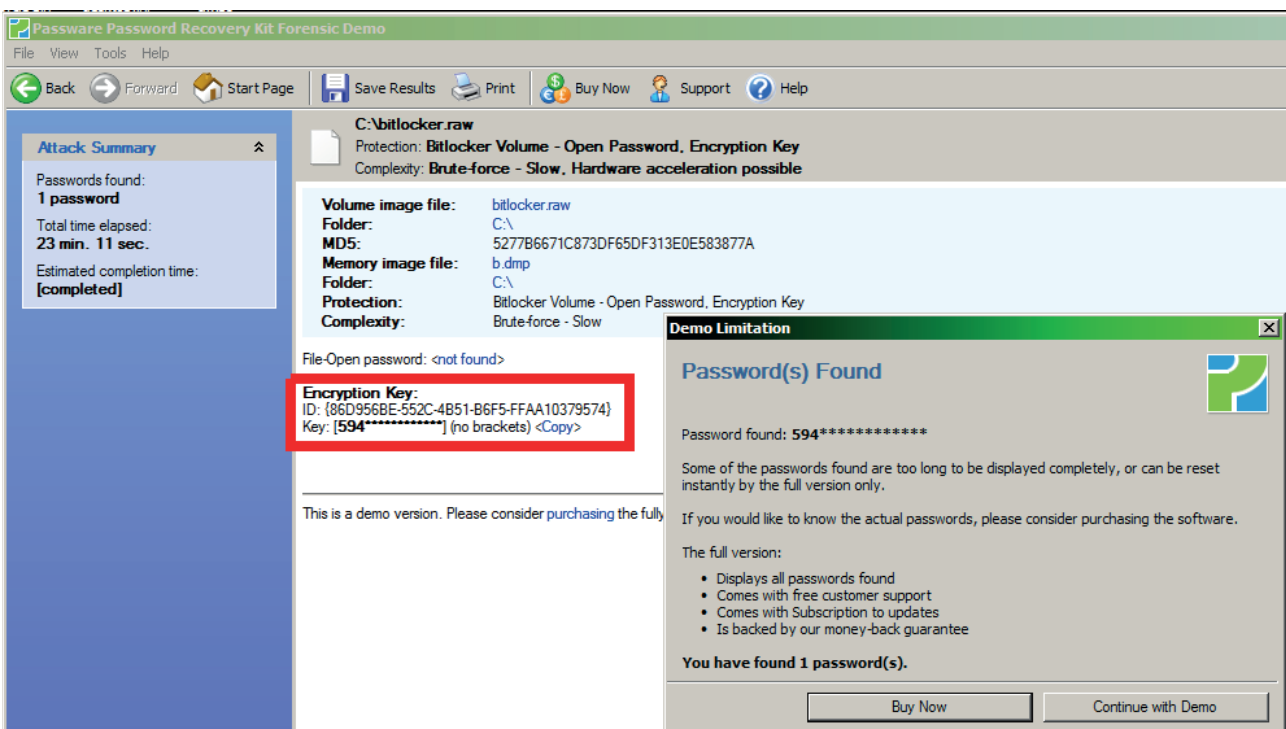 Passware Password Recovery Kit Forensic Demo
File View Tools Help
Back Forward Start Page Save Results Print Buy Now Support Help
Attack Summary
Passwords found:
1 password
Total time elapsed:
23 min. 11 sec.
Estimated completion time:
[completed]
C:\bitlocker.raw
Protection: Bitlocker Volume - Open Password, Encryption Key
Complexity: Brute-force - Slow, Hardware acceleration possible
Volume image file: bitlocker.raw
Folder: C:\
MD5: 5277B6671C873DF65DF313E0E583877A
Memory image file: b.dmp
Folder: C:\
Protection: Bitlocker Volume - Open Password, Encryption Key
Complexity: Brute-force - Slow
File-Open password: <not found>
Encryption Key:
ID: {86D956BE-552C-4B51-B6F5-FFAA10379574}
Key: [594************] (no brackets) <Copy>
This is a demo version. Please consider purchasing the fully
Demo Limitation
Password(s) Found
Password found: 594************
Some of the passwords found are too long to be displayed completely, or can be reset
instantly by the full version only.
If you would like to know the actual passwords, please consider purchasing the software.
The full version:
• Displays all passwords found
• Comes with free customer support
• Comes with Subscription to updates
• Is backed by our money-back guarantee
You have found 1 password(s).
Buy Now Continue with Demo